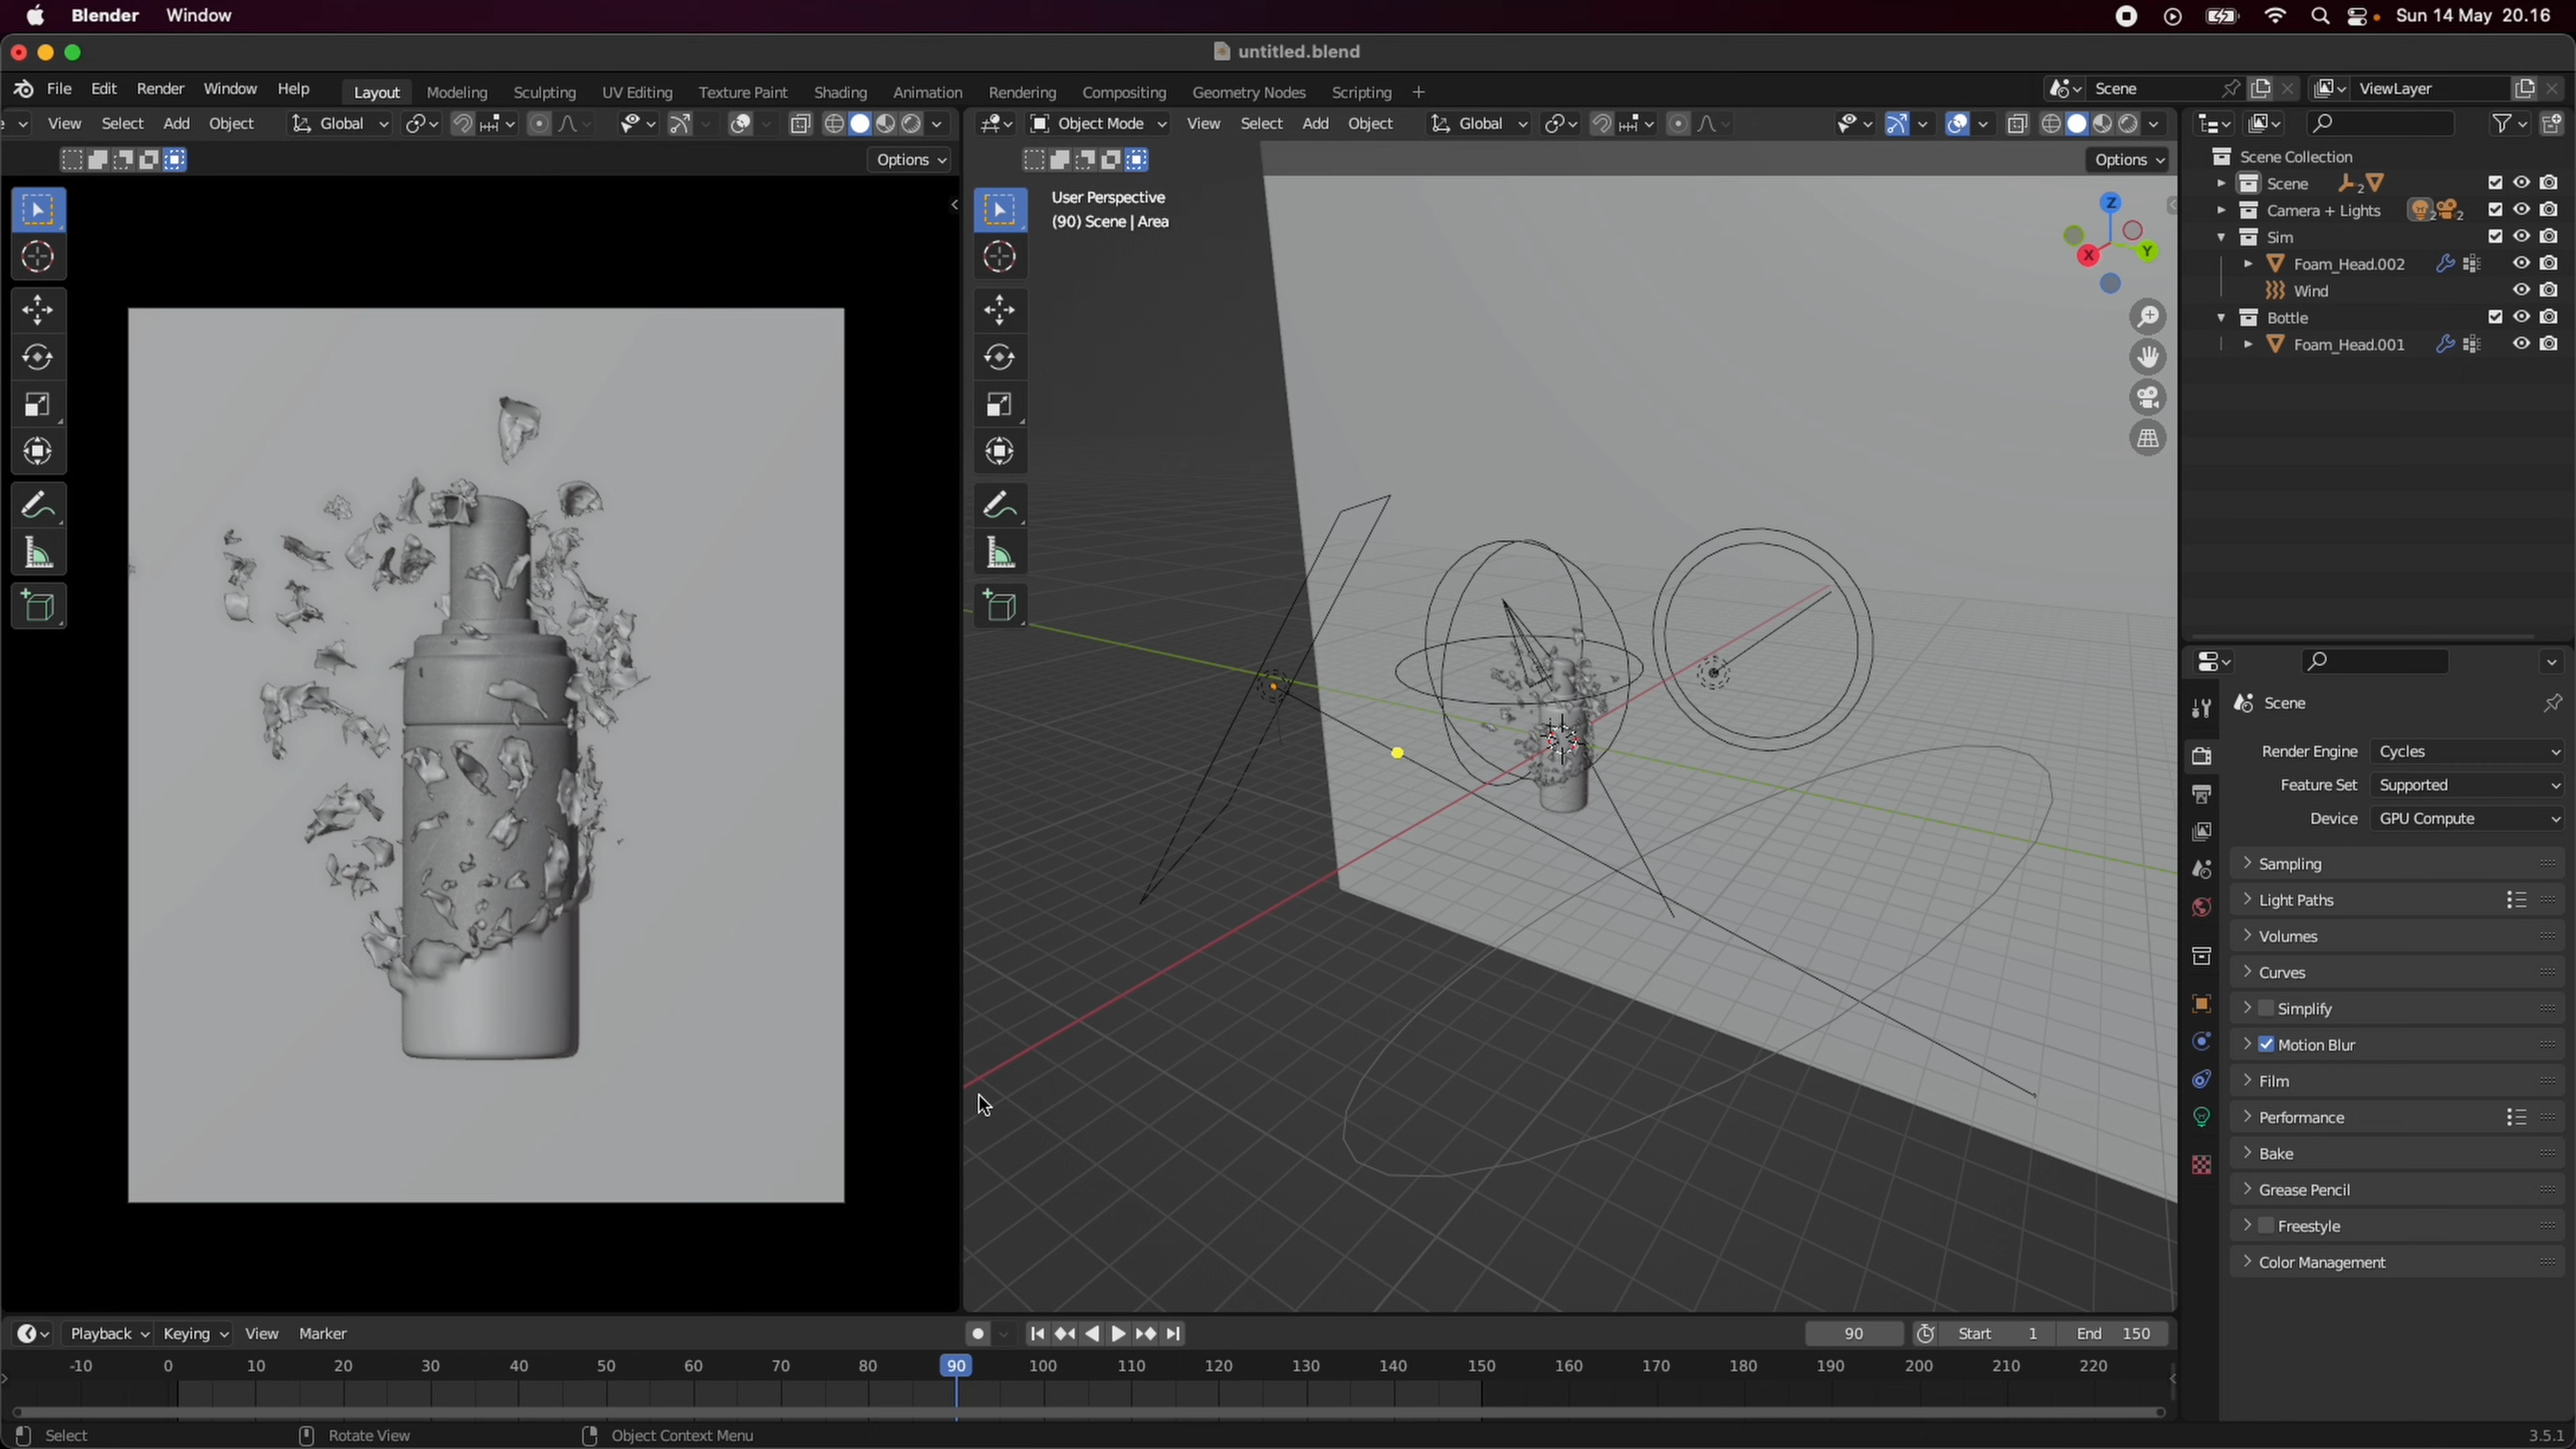 Blender Window Sun 14 May 20.16
untitled.blend
File Edit Render Window Help Layout Modeling Sculpting UV Editing Texture Paint Shading Animation Rendering Compositing Geometry Nodes Scripting + Scene ViewLayer
View Select Add Object Global
Object Mode View Select Add Object Global
Options
Options
User Perspective
(90) Scene | Area
Z
X
Y
Scene Collection
Scene 2
Camera + Lights 2 2
Sim
Foam_Head.002
Wind
Bottle
Foam_Head.001
Scene
Render Engine Cycles
Feature Set Supported
Device GPU Compute
Sampling
Light Paths
Volumes
Curves
Simplify
Motion Blur
Film
Performance
Bake
Grease Pencil
Freestyle
Color Management
Playback Keying View Marker 90 Start 1 End 150
-10 0 10 20 30 40 50 60 70 80 90 100 110 120 130 140 150 160 170 180 190 200 210 220
Select Rotate View Object Context Menu 3.5.1